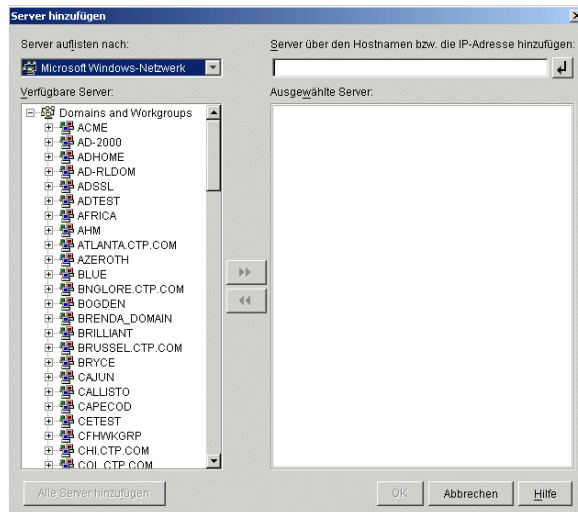 Server hinzufügen
Server auflisten nach:
Microsoft Windows-Netzwerk
Verfügbare Server:
Domains and Workgroups
ACME
AD-2000
ADHOME
AD-RLDOM
ADSSL
ADTEST
AFRICA
AHM
ATLANTA.CTP.COM
AZEROTH
BLUE
BNGLORE.CTP.COM
BOGDEN
BRENDA_DOMAIN
BRILLIANT
BRUSSEL.CTP.COM
BRYCE
CAJUN
CALLISTO
CAPECOD
CETEST
CFHWKGRP
CHI.CTP.COM
COL.CTP.COM
Alle Server hinzufügen
Server über den Hostnamen bzw. die IP-Adresse hinzufügen:
Ausgewählte Server:
OK
Abbrechen
Hilfe